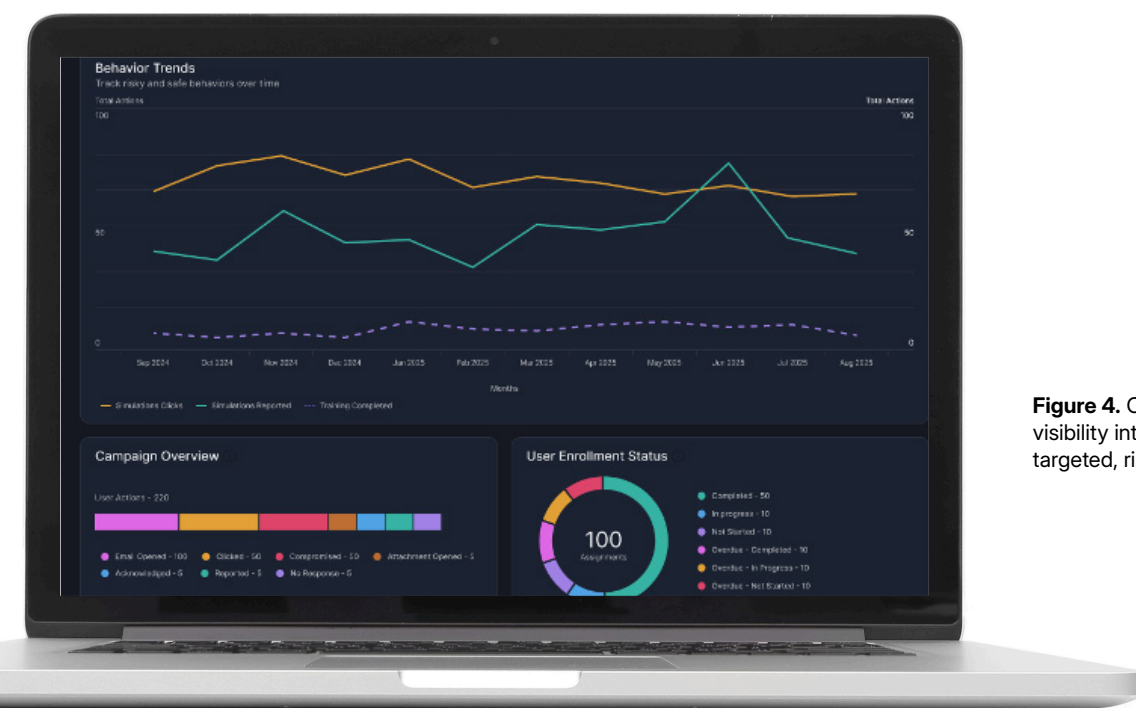 Behavior Trends
Track risky and safe behaviors over time
Total Actions
Total Actions
100
100
50
50
0
0
Sep 2024
Oct 2024
Nov 2024
Dec 2024
Jan 2025
Feb 2025
Mar 2025
Apr 2025
May 2025
Jun 2025
Jul 2025
Aug 2025
Months
Simulations Clicks
Simulations Reported
Training Completed
Campaign Overview
User Actions - 220
Email Opened - 100
Clicked - 50
Compromised - 50
Attachment Opened - 5
Acknowledged - 5
Reported - 5
No Response - 5
User Enrollment Status
100
Assignments
Completed - 50
In progress - 10
Not Started - 10
Overdue - Completed - 10
Overdue - In Progress - 10
Overdue - Not Started - 10
Figure 4.
visibility
targeted,